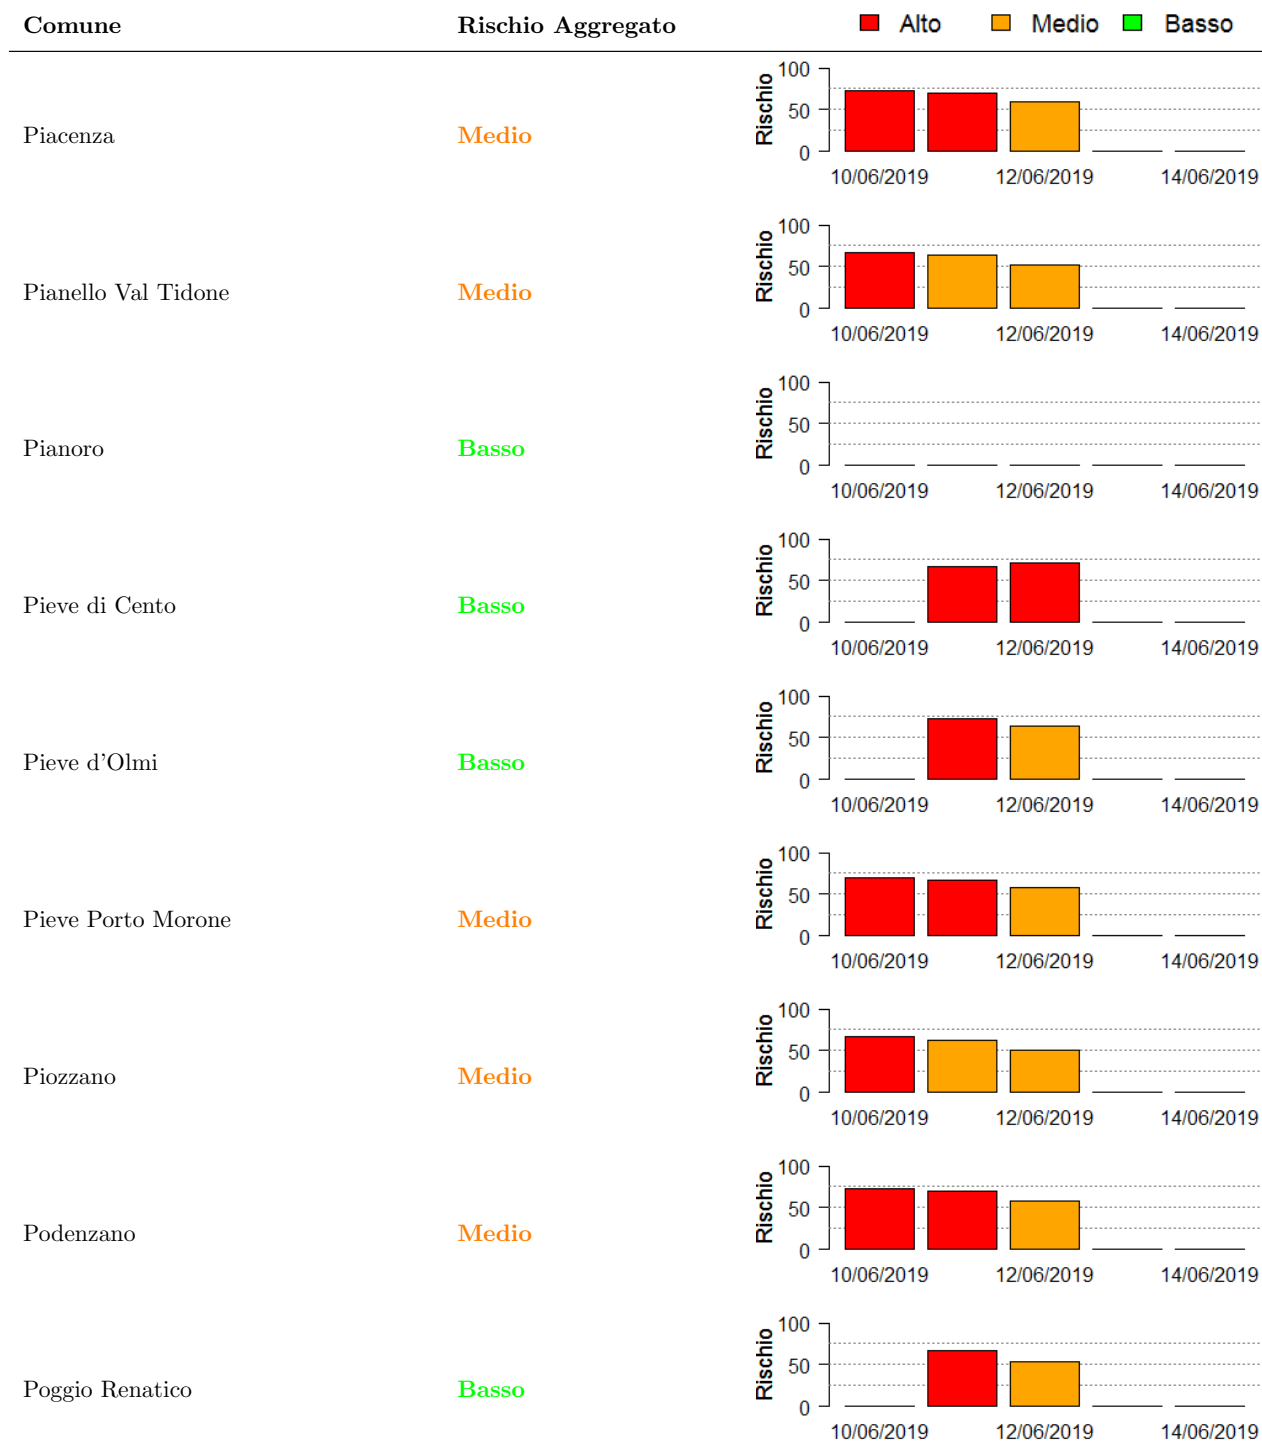 Comune Rischio Aggregato Alto Medio Basso
Piacenza Medio
Rischio
100
50
0
10/06/2019 12/06/2019 14/06/2019
Pianello Val Tidone Medio
Rischio
100
50
0
10/06/2019 12/06/2019 14/06/2019
Pianoro Basso
Rischio
100
50
0
10/06/2019 12/06/2019 14/06/2019
Pieve di Cento Basso
Rischio
100
50
0
10/06/2019 12/06/2019 14/06/2019
Pieve d'Olmi Basso
Rischio
100
50
0
10/06/2019 12/06/2019 14/06/2019
Pieve Porto Morone Medio
Rischio
100
50
0
10/06/2019 12/06/2019 14/06/2019
Piozzano Medio
Rischio
100
50
0
10/06/2019 12/06/2019 14/06/2019
Podenzano Medio
Rischio
100
50
0
10/06/2019 12/06/2019 14/06/2019
Poggio Renatico Basso
Rischio
100
50
0
10/06/2019 12/06/2019 14/06/2019